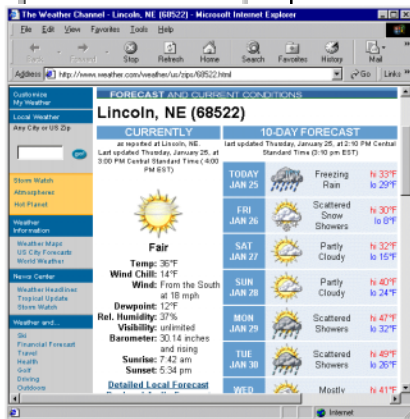 The Weather Channel - Lincoln, NE (68522) - Microsoft Internet Explorer
File Edit View Favorites Tools Help
Back Forward Stop Refresh Home Search Favorites History Mail
Address http://www.weather.com/weather/us/zips/68522.html Go Links »
Customize
My Weather
Local Weather
Any City or US Zip
Storm Watch
Atmospheres
Hot Planet
Weather
Information
Weather Maps
US City Forecasts
World Weather
News Center
Weather Headlines
Tropical Update
Storm Watch
Weather and...
Ski
Financial Forecast
Travel
Health
Golf
Driving
Outdoors
FORECAST AND CURRENT CONDITIONS
Lincoln, NE (68522)
CURRENTLY
as reported at Lincoln, NE.
Last updated Thursday, January 25, at
3:00 PM Central Standard Time (4:00
PM EST)
Fair
Temp: 36°F
Wind Chill: 14°F
Wind: From the South
at 18 mph
Dewpoint: 12°F
Rel. Humidity: 37%
Visibility: unlimited
Barometer: 30.14 inches
and rising
Sunrise: 7:42 am
Sunset: 5:34 pm
Detailed Local Forecast
10-DAY FORECAST
last updated Thursday, January 25, at 2:10 PM Central
Standard Time (3:10 pm EST)
TODAY
JAN 25
Freezing
Rain
hi 33°F
lo 29°F
FRI
JAN 26
Scattered
Snow
Showers
hi 30°F
lo 8°F
SAT
JAN 27
Partly
Cloudy
hi 32°F
lo 15°F
SUN
JAN 28
Partly
Cloudy
hi 40°F
lo 24°F
MON
JAN 29
Scattered
Showers
hi 47°F
lo 32°F
TUE
JAN 30
Scattered
Showers
hi 49°F
lo 26°F
WED
Mostly
hi 41°F
Internet